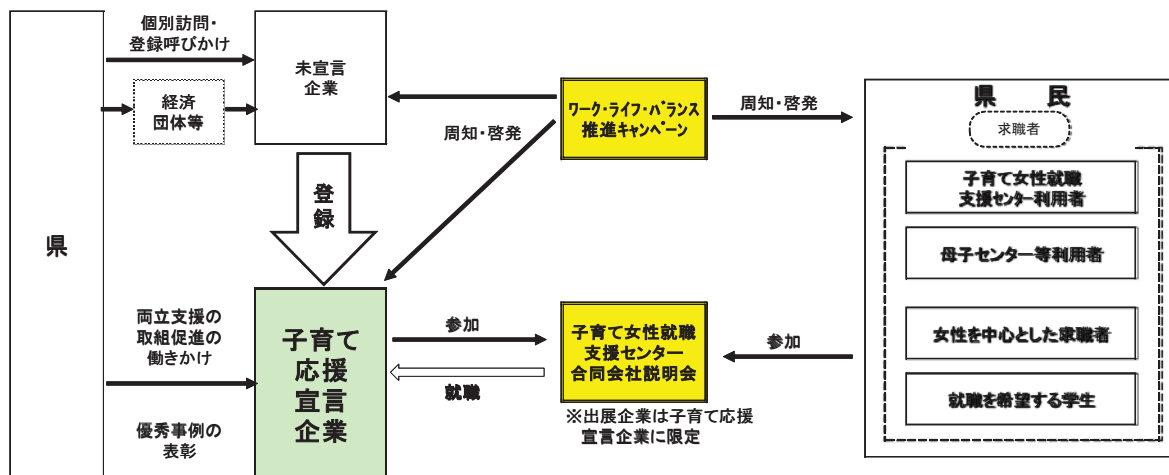 県
個別訪問・
登録呼びかけ
経済
団体等
未宣言
企業
登
録
両立支援の
取組促進の
働きかけ
優秀事例の
表彰
子育て
応援
宣言
企業
周知・啓発
ﾜｰｸ・ﾗｲﾌ・ﾊﾞﾗﾝｽ
推進ｷｬﾝﾍﾟｰﾝ
周知・啓発
参加
就職
子育て女性就職
支援センター
合同会社説明会
※出展企業は子育て応援
宣言企業に限定
参加
県 民
求職者
子育て女性就職
支援ｾﾝﾀｰ利用者
母子センター等利用者
女性を中心とした求職者
就職を希望する学生